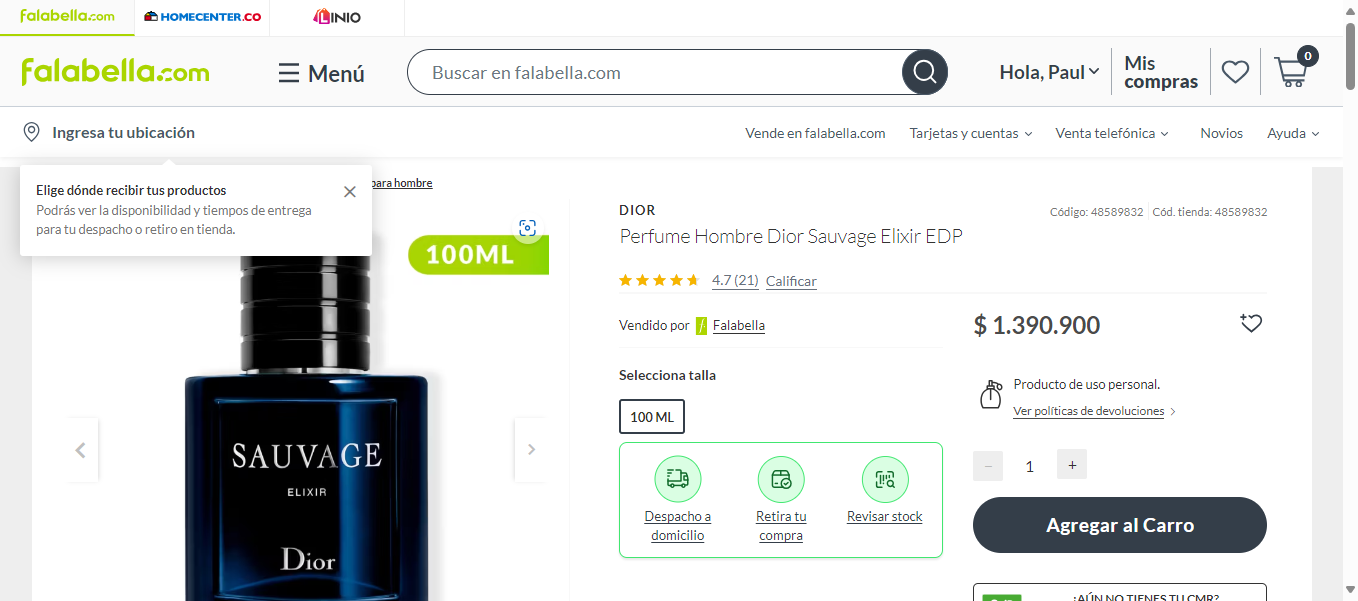 falabella.com
HOMECENTER.CO
LINIO
falabella.com
Menú
Buscar en falabella.com
Hola, Paul
Mis
compras
0
Ingresa tu ubicación
Vende en falabella.com
Tarjetas y cuentas
Venta telefónica
Novios
Ayuda
Elige dónde recibir tus productos
Podrás ver la disponibilidad y tiempos de entrega
para tu despacho o retiro en tienda.
para hombre
100ML
SAUVAGE
ELIXIR
Dior
DIOR
Código: 48589832
Cód. tienda: 48589832
Perfume Hombre Dior Sauvage Elixir EDP
4.7 (21)
Calificar
Vendido por
Falabella
$ 1.390.900
Selecciona talla
100 ML
Producto de uso personal.
Ver políticas de devoluciones
− 1 +
Despacho a
domicilio
Retira tu
compra
Revisar stock
Agregar al Carro
¿AÚN NO TIENES TU CMR?